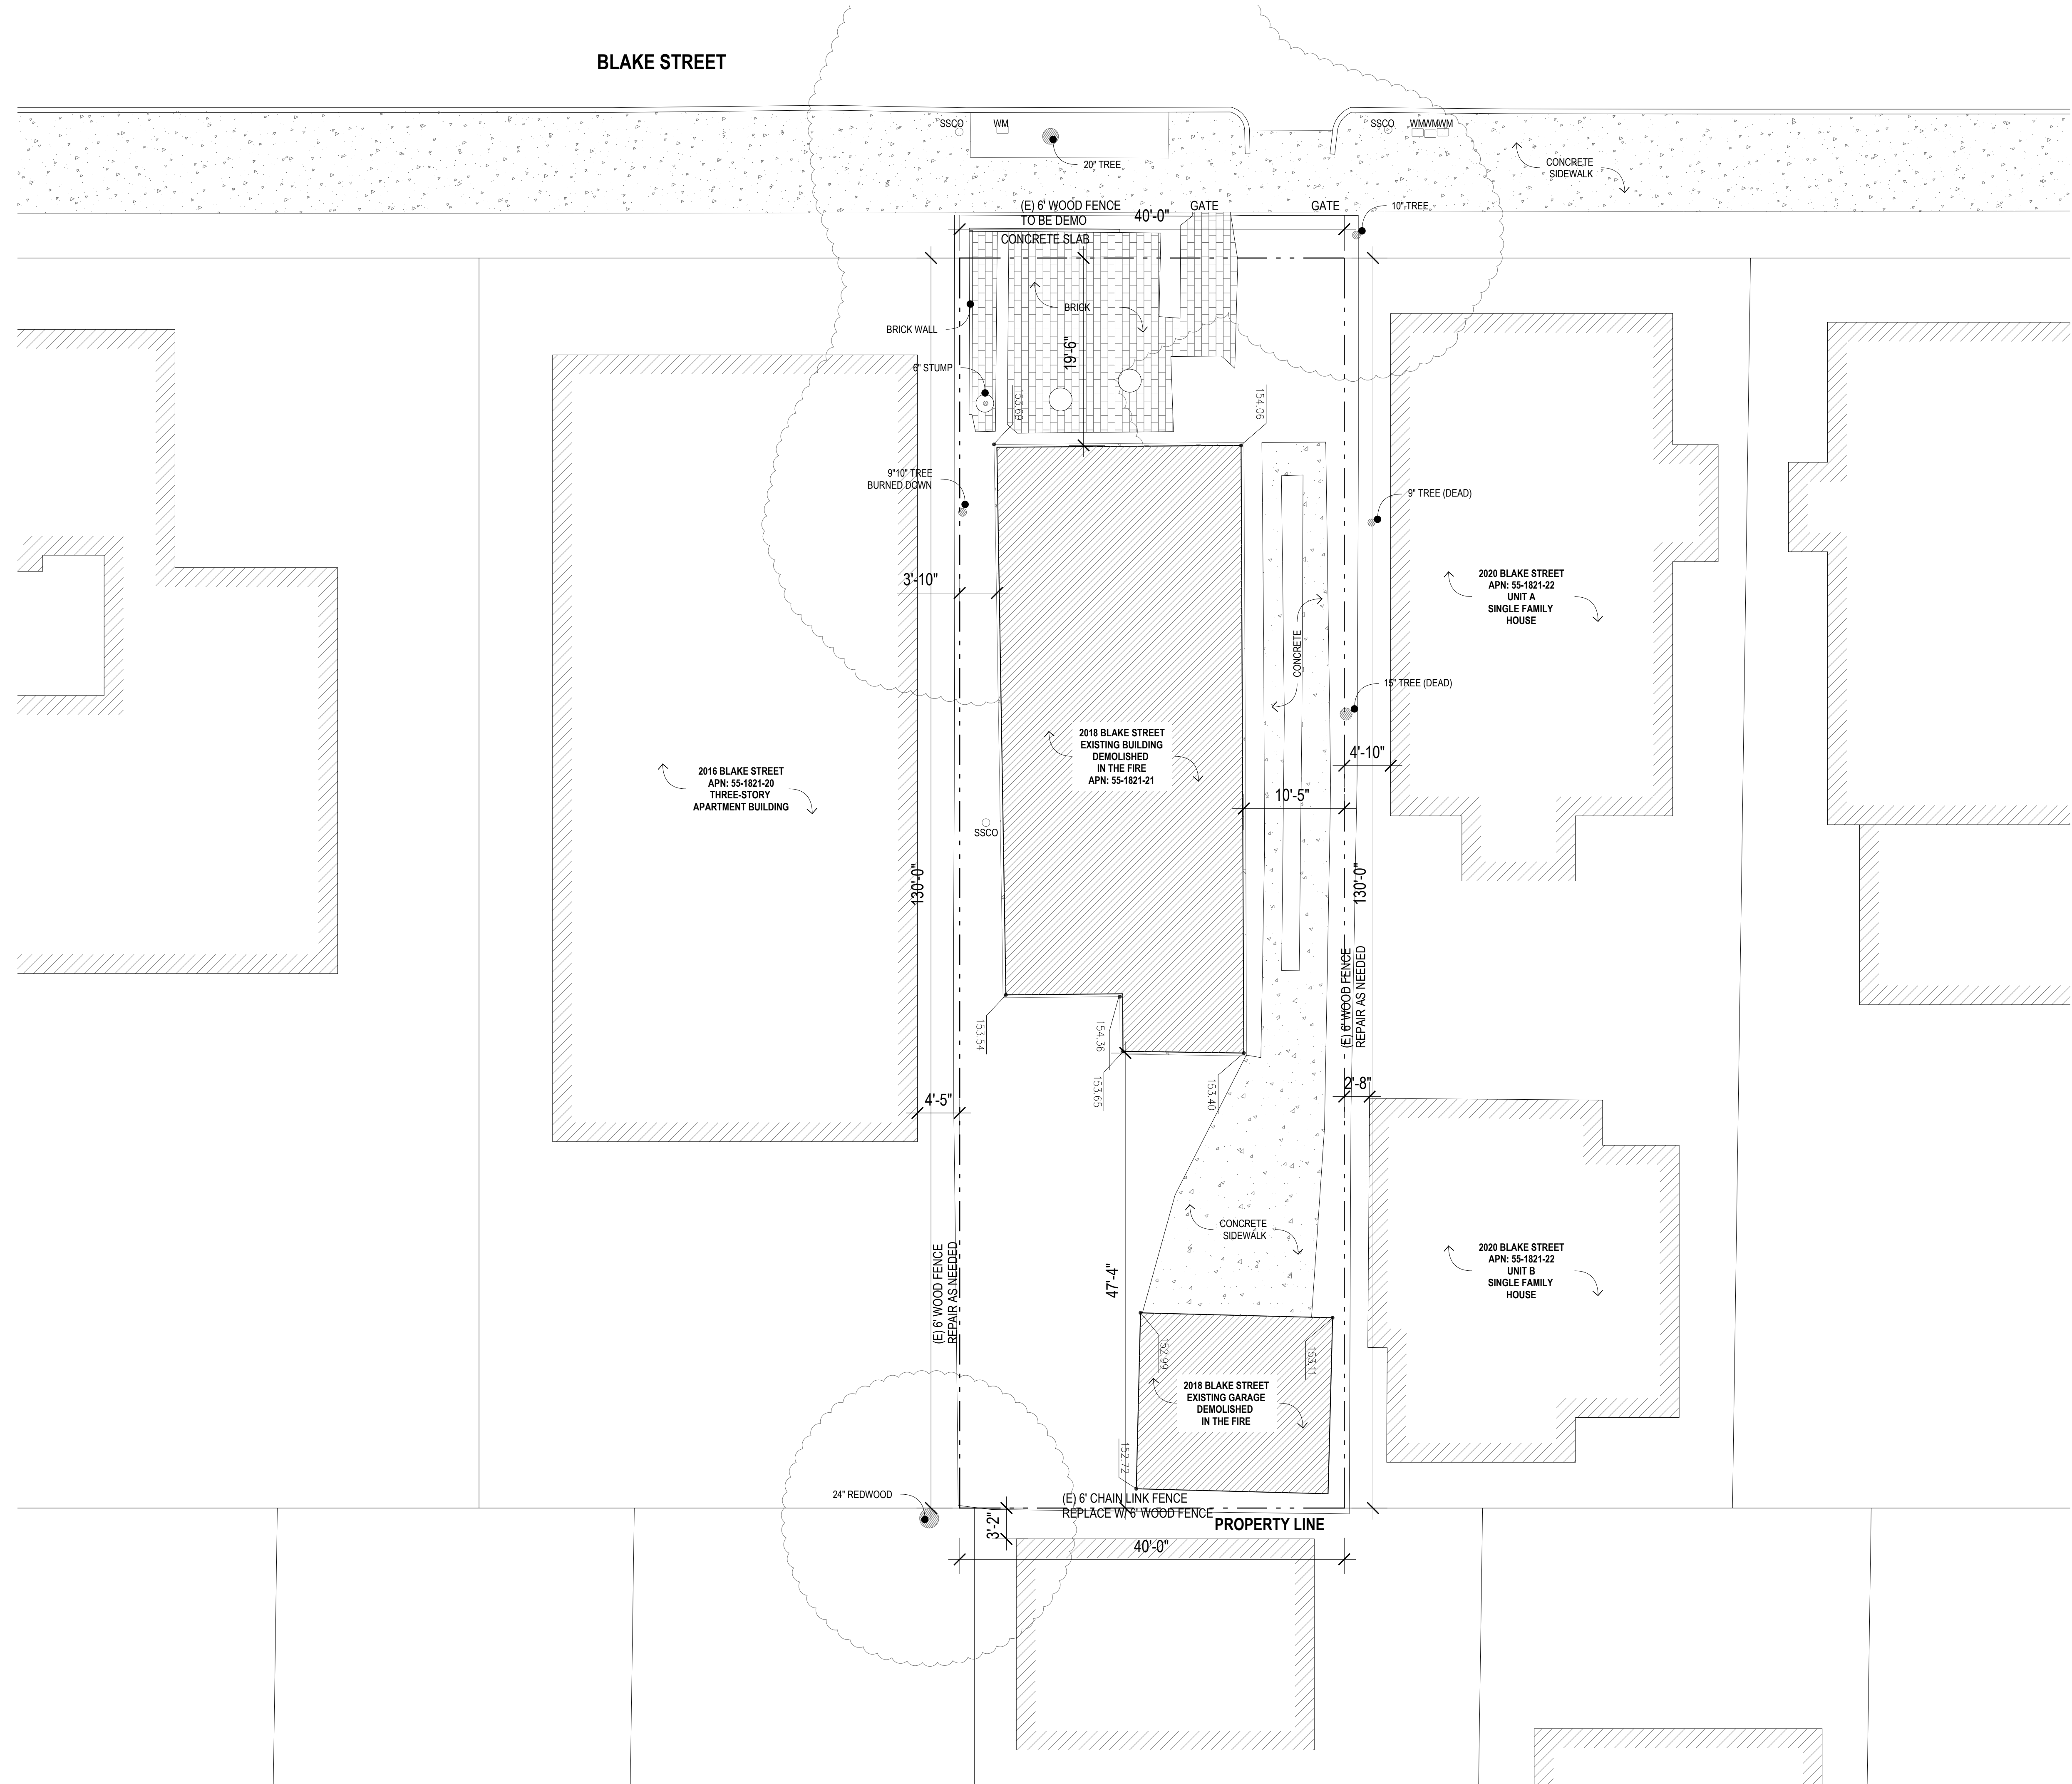 BLAKE STREET
SSCO
WM
20" TREE
SSCO
WMWMWM
CONCRETE
SIDEWALK
(E) 6' WOOD FENCE
TO BE DEMO
40'-0"
GATE
GATE
10" TREE
CONCRETE SLAB
BRICK
BRICK WALL
19'-6"
6" STUMP
153.69
154.06
9"10" TREE
BURNED DOWN
9" TREE (DEAD)
3'-10"
2020 BLAKE STREET
APN: 55-1821-22
UNIT A
SINGLE FAMILY
HOUSE
CONCRETE
15" TREE (DEAD)
2018 BLAKE STREET
EXISTING BUILDING
DEMOLISHED
IN THE FIRE
APN: 55-1821-21
4'-10"
2016 BLAKE STREET
APN: 55-1821-20
THREE-STORY
APARTMENT BUILDING
10'-5"
SSCO
130'-0"
130'-0"
(E) 6' WOOD FENCE
REPAIR AS NEEDED
153.54
154.36
153.65
153.40
2'-8"
4'-5"
CONCRETE
SIDEWALK
(E) 6' WOOD FENCE
REPAIR AS NEEDED
47'-4"
2020 BLAKE STREET
APN: 55-1821-22
UNIT B
SINGLE FAMILY
HOUSE
152.99
153.11
2018 BLAKE STREET
EXISTING GARAGE
DEMOLISHED
IN THE FIRE
152.72
24" REDWOOD
(E) 6' CHAIN LINK FENCE
REPLACE W/ 6' WOOD FENCE
PROPERTY LINE
3'-2"
40'-0"